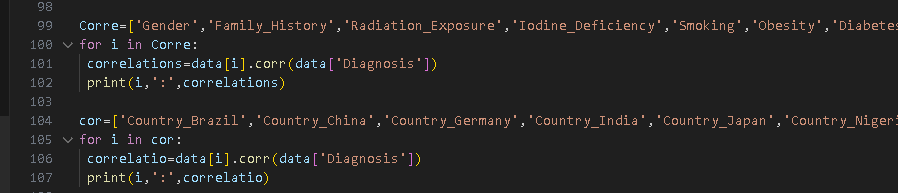 98
99 Corre=['Gender','Family_History','Radiation_Exposure','Iodine_Deficiency','Smoking','Obesity','Diabetes
100 for i in Corre:
101 correlations=data[i].corr(data['Diagnosis'])
102 print(i,':',correlations)
103
104 cor=['Country_Brazil','Country_China','Country_Germany','Country_India','Country_Japan','Country_Nigeri
105 for i in cor:
106 correlatio=data[i].corr(data['Diagnosis'])
107 print(i,':',correlatio)